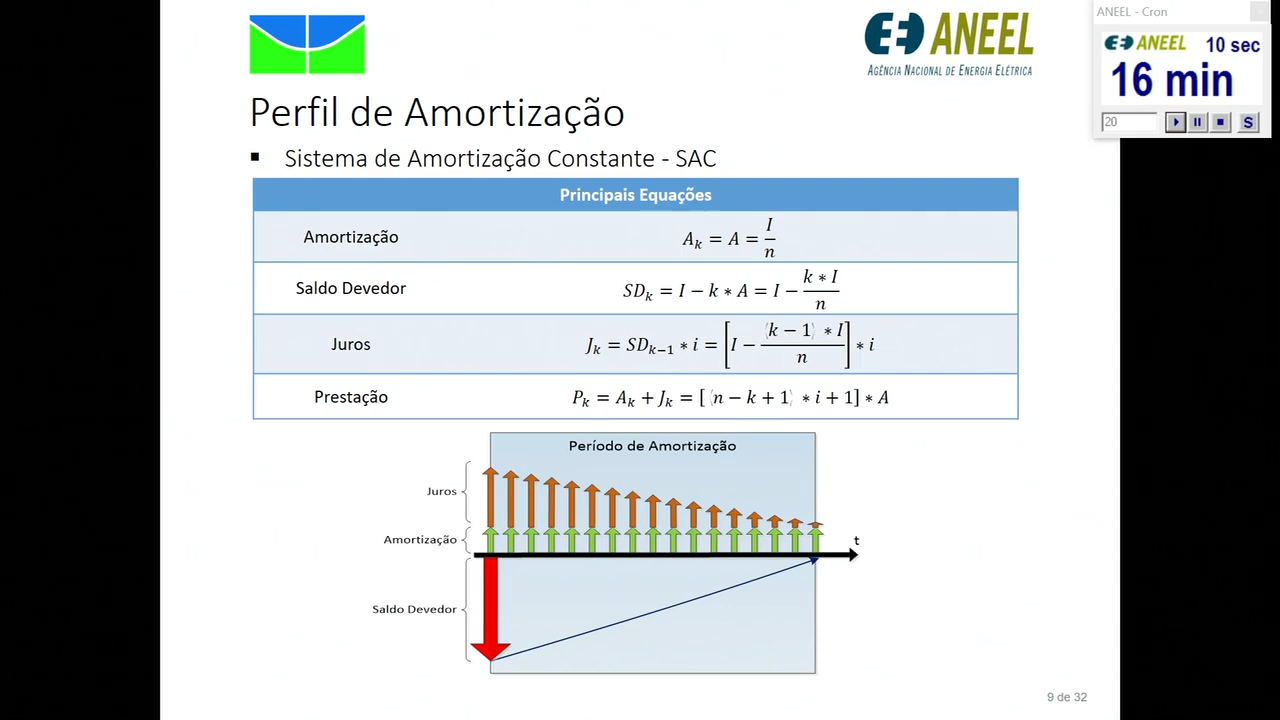 ANEEL
AGÊNCIA NACIONAL DE ENERGIA ELÉTRICA
ANEEL - Cron
ANEEL 10 sec
16 min
20
S
Perfil de Amortização
▪ Sistema de Amortização Constante - SAC
Principais Equações
Amortização A_k = A = I/n
Saldo Devedor SD_k = I − k ∗ A = I − (k ∗ I)/n
Juros J_k = SD_{k−1} ∗ i = [I − ((k − 1) ∗ I)/n] ∗ i
Prestação P_k = A_k + J_k = [(n − k + 1) ∗ i + 1] ∗ A
Período de Amortização
Juros
Amortização
t
Saldo Devedor
9 de 32